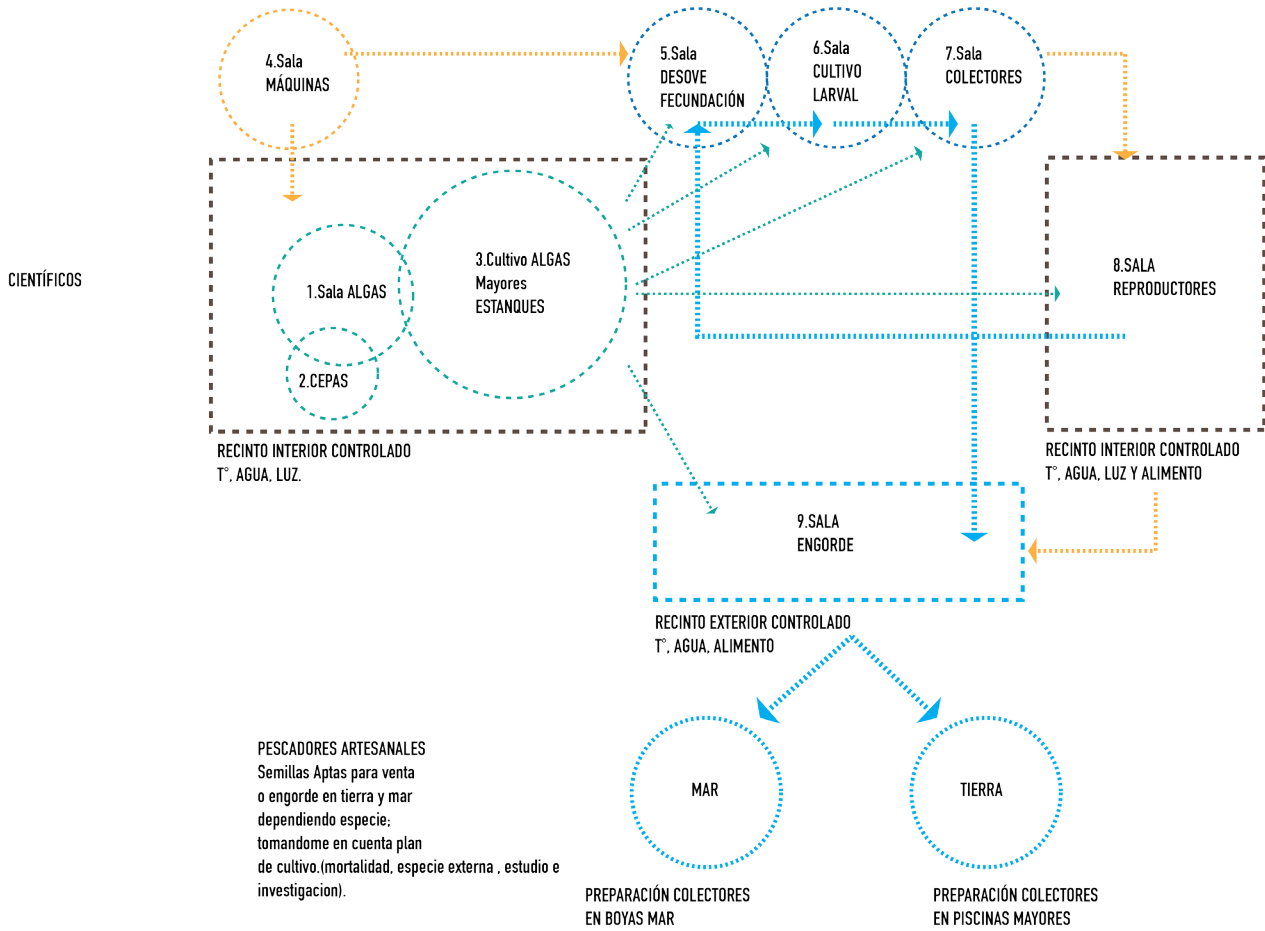 4.Sala
MÁQUINAS
5.Sala
DESOVE
FECUNDACIÓN
6.Sala
CULTIVO
LARVAL
7.Sala
COLECTORES
CIENTÍFICOS
1.Sala ALGAS
2.CEPAS
3.Cultivo ALGAS
Mayores
ESTANQUES
8.SALA
REPRODUCTORES
RECINTO INTERIOR CONTROLADO
T°, AGUA, LUZ.
RECINTO INTERIOR CONTROLADO
T°, AGUA, LUZ Y ALIMENTO
9.SALA
ENGORDE
RECINTO EXTERIOR CONTROLADO
T°, AGUA, ALIMENTO
PESCADORES ARTESANALES
Semillas Aptas para venta
o engorde en tierra y mar
dependiendo especie;
tomandome en cuenta plan
de cultivo.(mortalidad, especie externa , estudio e
investigacion).
MAR
TIERRA
PREPARACIÓN COLECTORES
EN BOYAS MAR
PREPARACIÓN COLECTORES
EN PISCINAS MAYORES